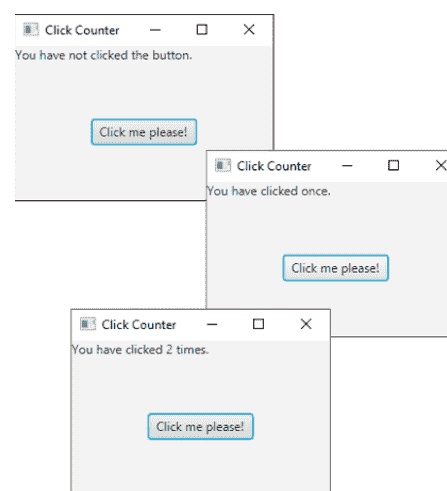 Click Counter
You have not clicked the button.
Click me please!
Click Counter
You have clicked once.
Click me please!
Click Counter
You have clicked 2 times.
Click me please!